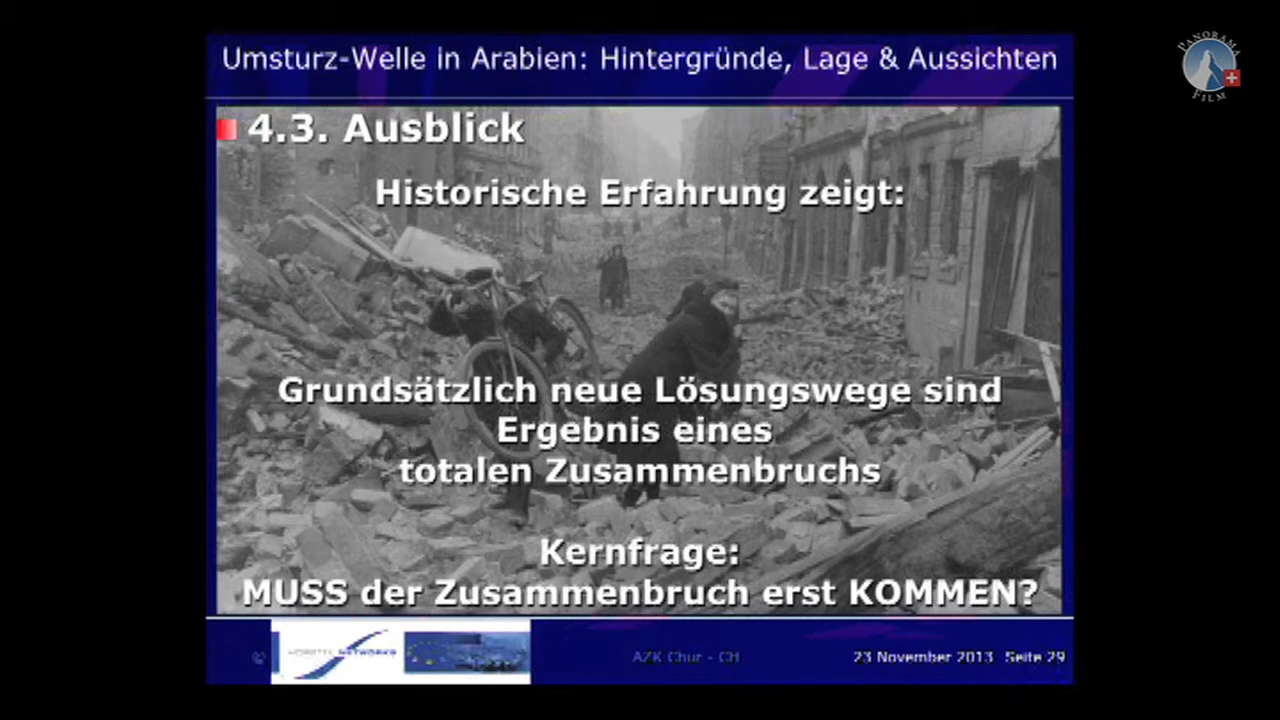 Umsturz-Welle in Arabien: Hintergründe, Lage & Aussichten
PANORAMA
FILM
4.3. Ausblick
Historische Erfahrung zeigt:
Grundsätzlich neue Lösungswege sind
Ergebnis eines
totalen Zusammenbruchs
Kernfrage:
MUSS der Zusammenbruch erst KOMMEN?
©
NETWORKS
AZK Chur - CH
23 November 2013 Seite 29